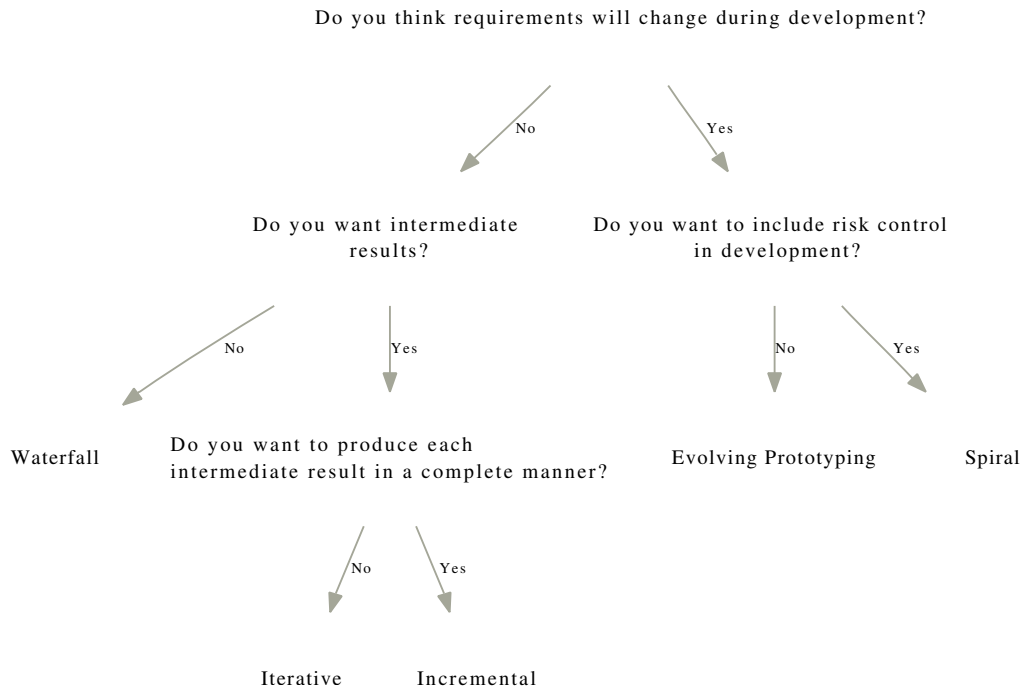 Do you think requirements will change during development?
No
Yes
Do you want intermediate
results?
Do you want to include risk control
in development?
No
Yes
No
Yes
Waterfall
Do you want to produce each
intermediate result in a complete manner?
Evolving Prototyping
Spiral
No
Yes
Iterative
Incremental